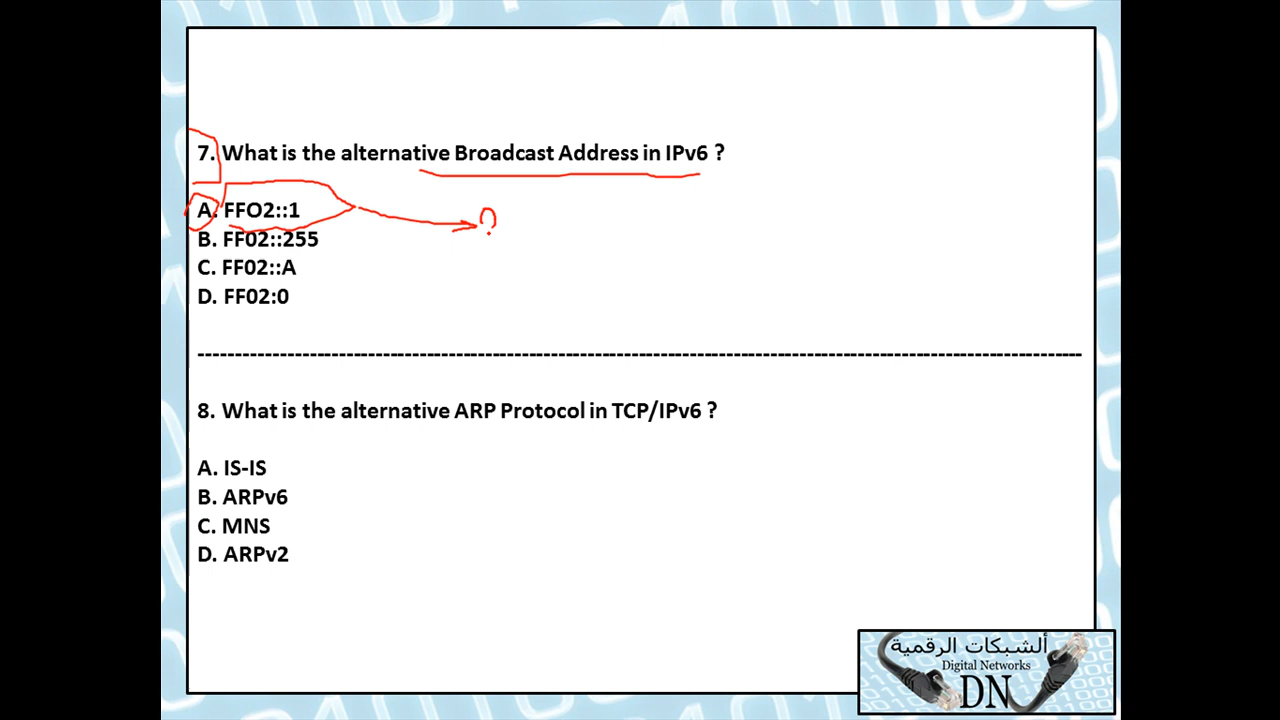 7. What is the alternative Broadcast Address in IPv6 ?
A. FFO2::1
?
B. FF02::255
C. FF02::A
D. FF02:0
--------------------------------------------------------------------------------
8. What is the alternative ARP Protocol in TCP/IPv6 ?
A. IS-IS
B. ARPv6
C. MNS
D. ARPv2
ألشبكات الرقمية
Digital Networks
DN